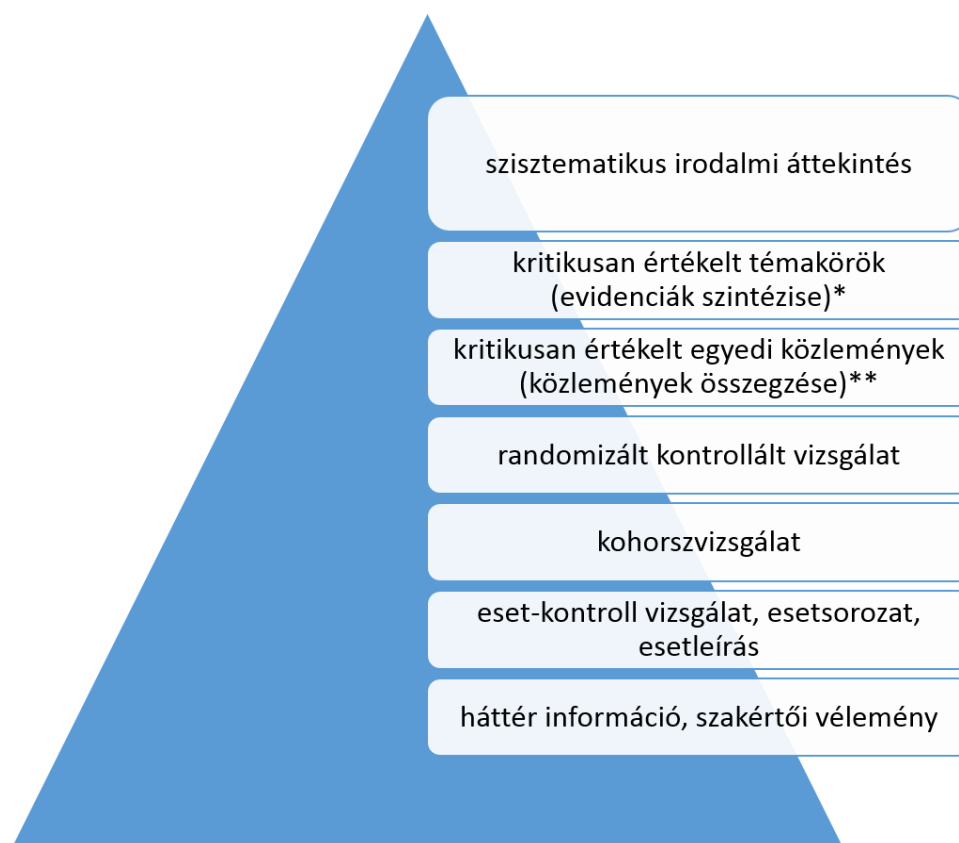 szisztematikus irodalmi áttekintés
kritikusan értékelt témakörök
(evidenciák szintézise)*
kritikusan értékelt egyedi közlemények
(közlemények összegzése)**
randomizált kontrollált vizsgálat
kohorszvizsgálat
eset-kontroll vizsgálat, esetsorozat,
esetleírás
háttér információ, szakértői vélemény